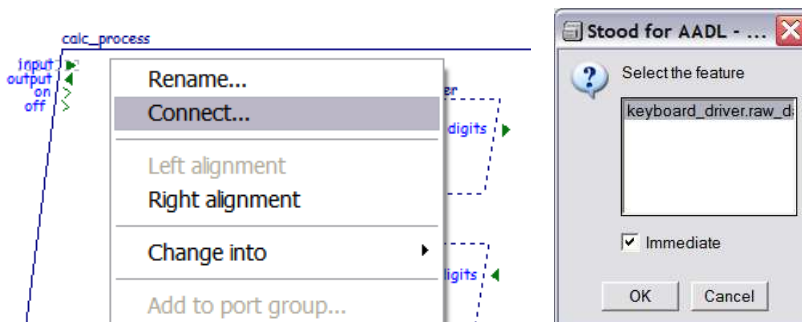 calc_process
input
output
on
off
er
digits
digits
Rename...
Connect...
Left alignment
Right alignment
Change into
Add to port group...
Stood for AADL - ...
Select the feature
keyboard_driver.raw_d
Immediate
OK
Cancel